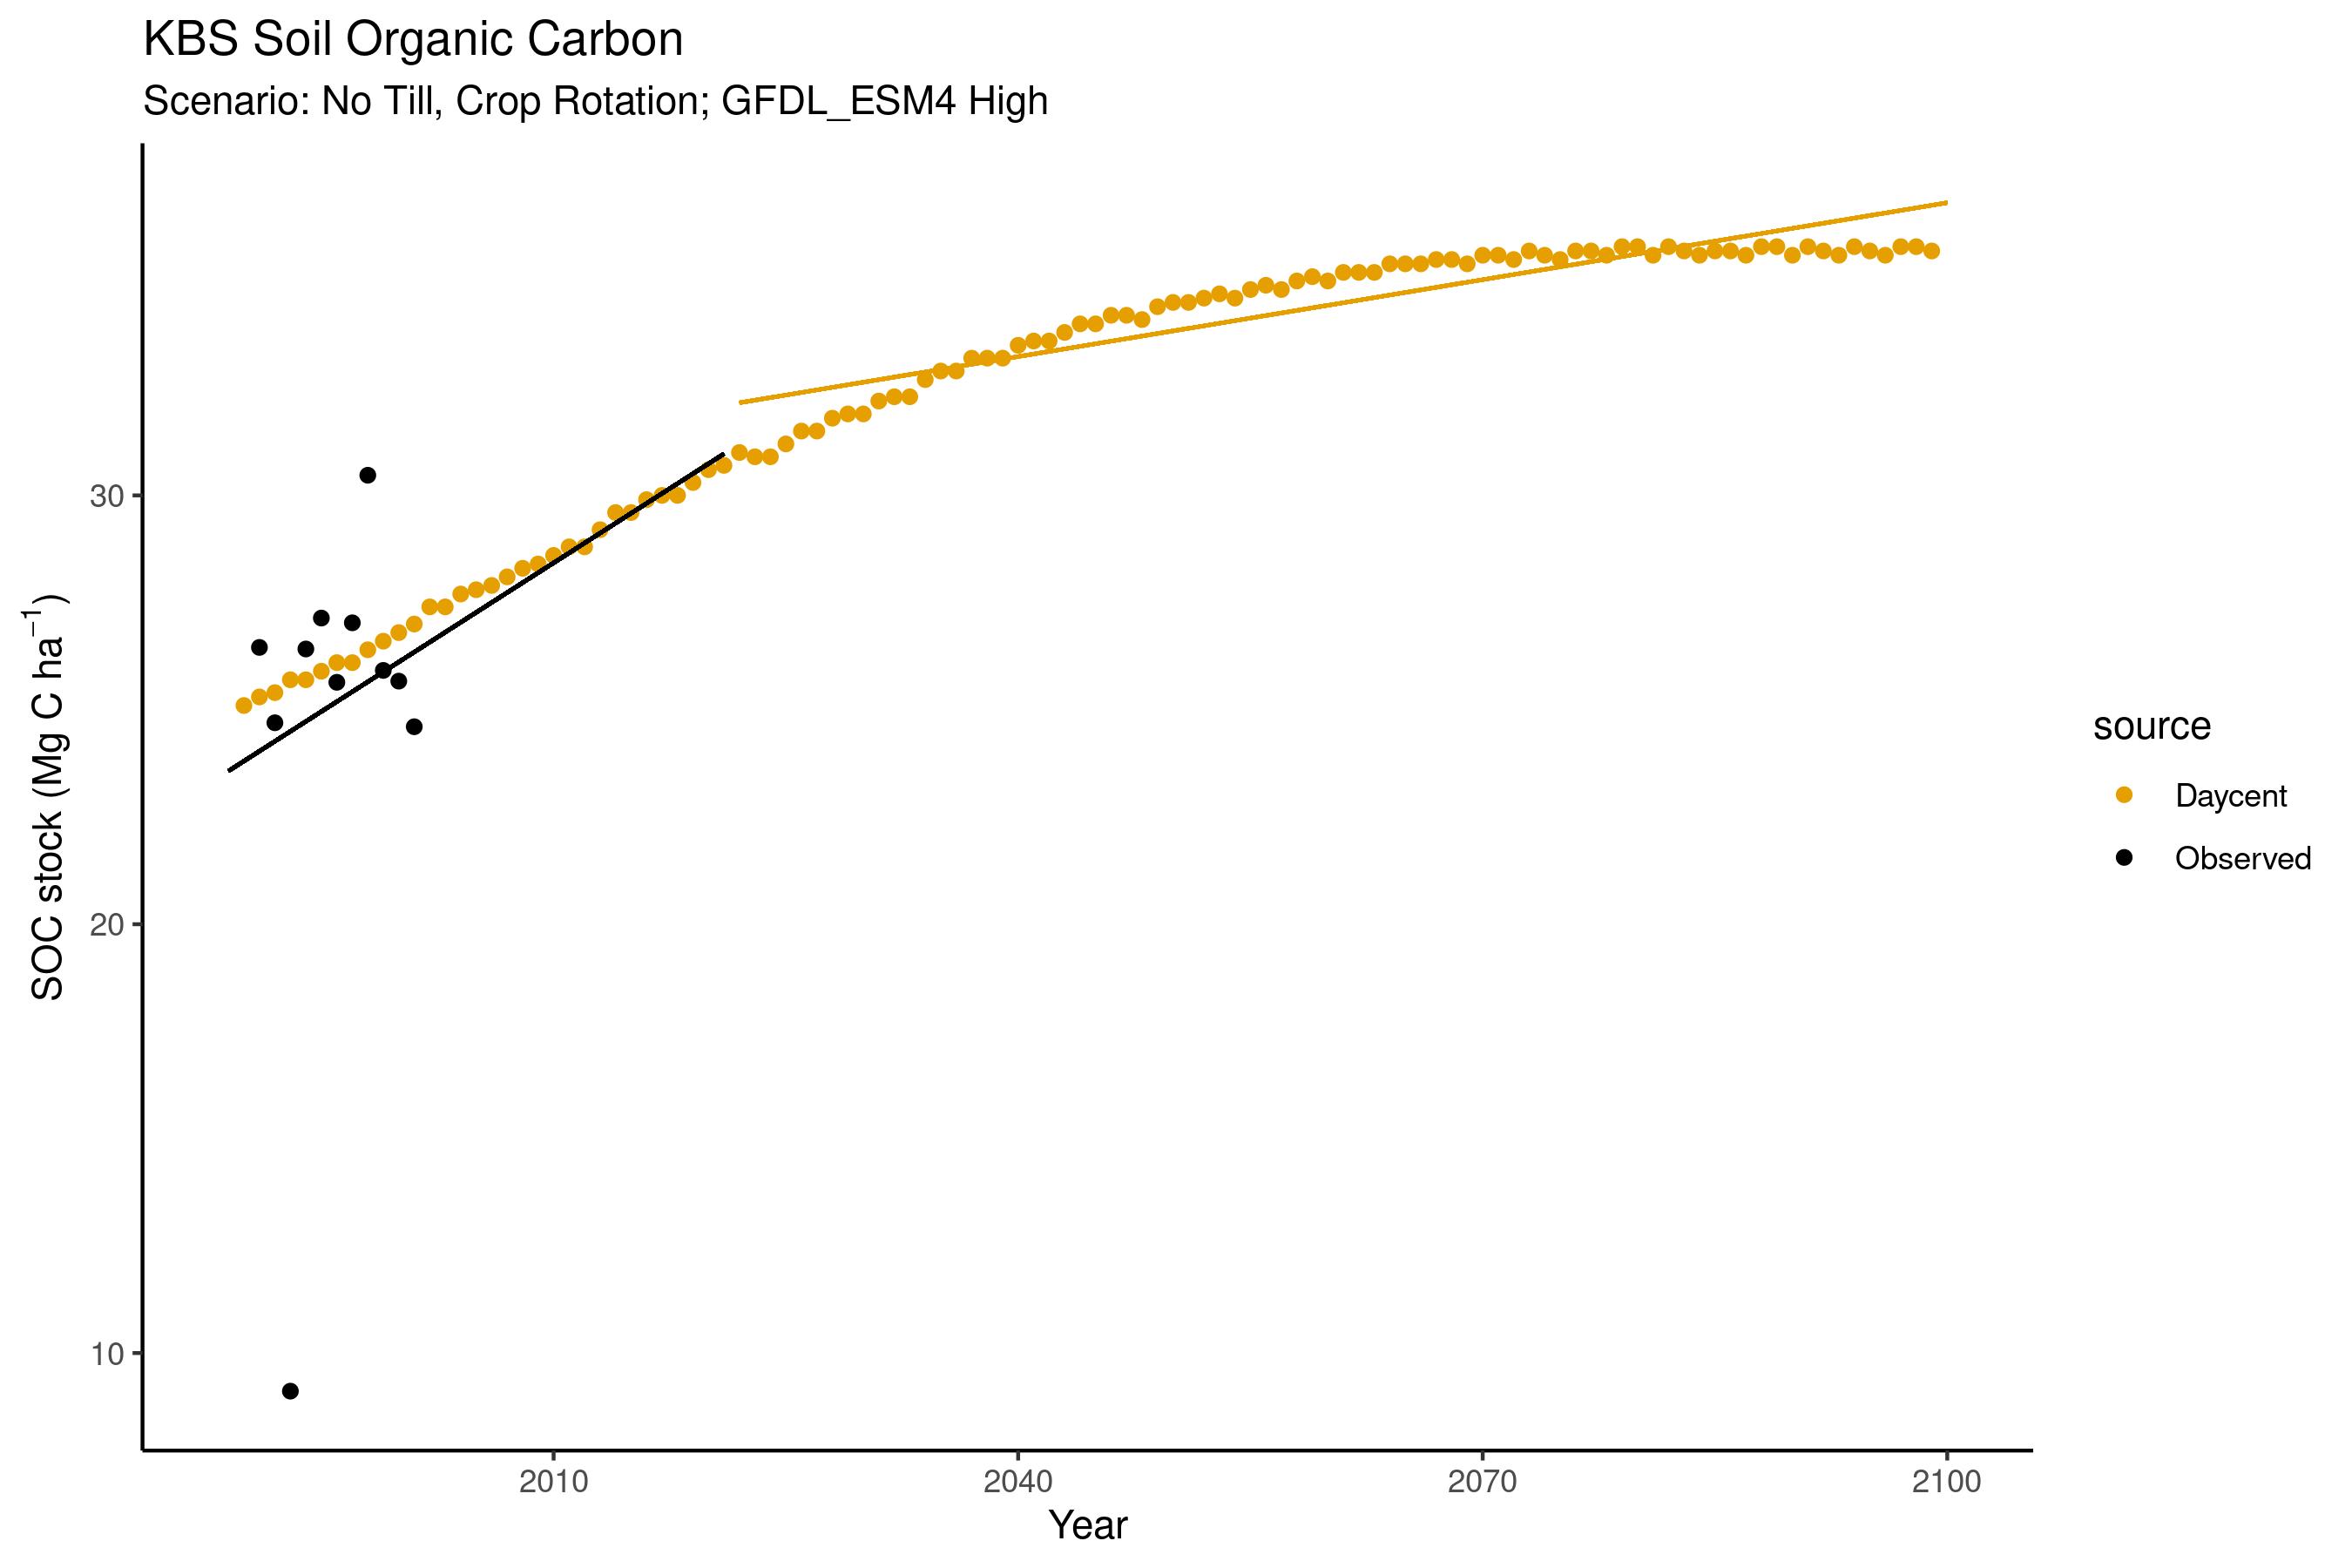 KBS Soil Organic Carbon
Scenario: No Till, Crop Rotation; GFDL_ESM4 High
SOC stock (Mg C ha⁻¹)
30
20
10
2010 2040 2070 2100
Year
source
Daycent
Observed